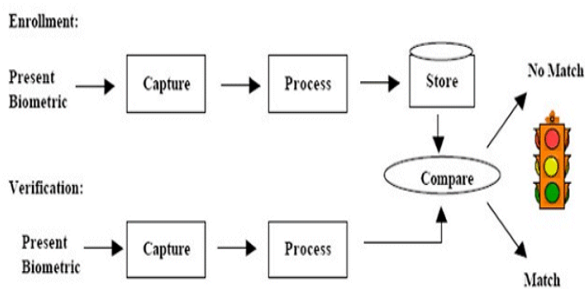 Enrollment:
Present
Biometric
Capture
Process
Store
No Match
Compare
Verification:
Present
Biometric
Capture
Process
Match